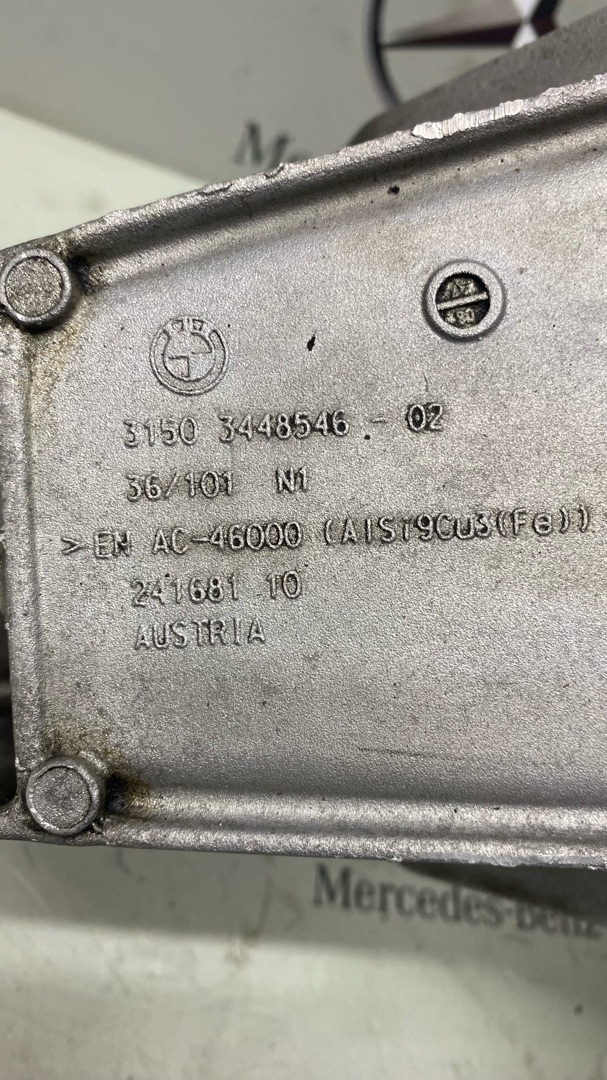 3150 3448546 - 02
36/101 N1
>EN AC-46000 (AlSi9Cu3(Fe))
241681 10
AUSTRIA
Mercedes-Benz